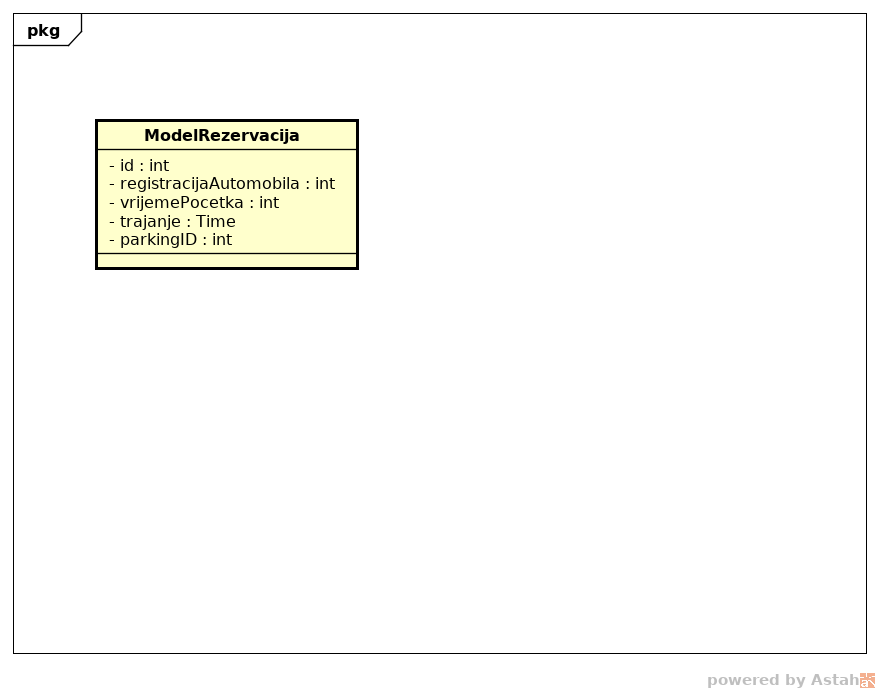 pkg
ModelRezervacija
- id : int
- registracijaAutomobila : int
- vrijemePocetka : int
- trajanje : Time
- parkingID : int
powered by Astah